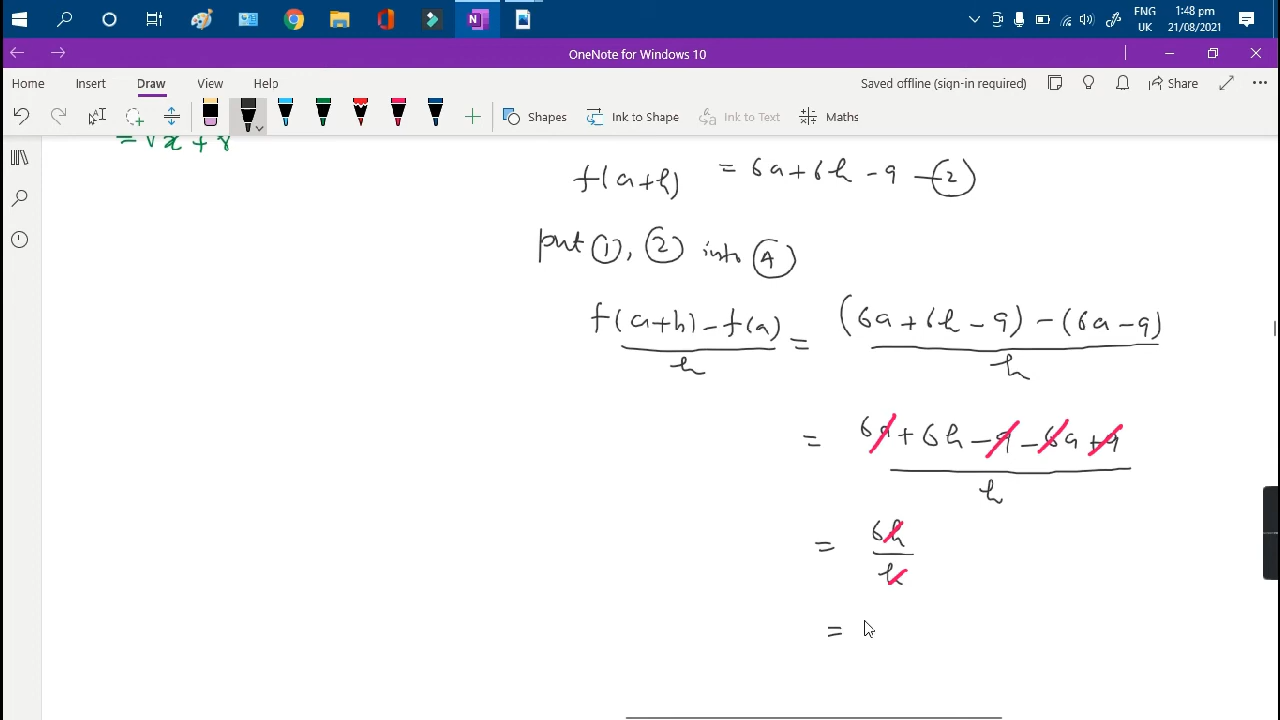 ENG 1:48 pm
UK 21/08/2021
OneNote for Windows 10
Home Insert Draw View Help Saved offline (sign-in required) Share
Shapes Ink to Shape Ink to Text Maths
= √x + 8
f(a+h) = 6a+6h-9 —②
put ①, ② into Ⓐ
f(a+h)-f(a) / h = (6a+6h-9)-(6a-9) / h
= 6a+6h-9-6a+9 / h
= 6h / h
=